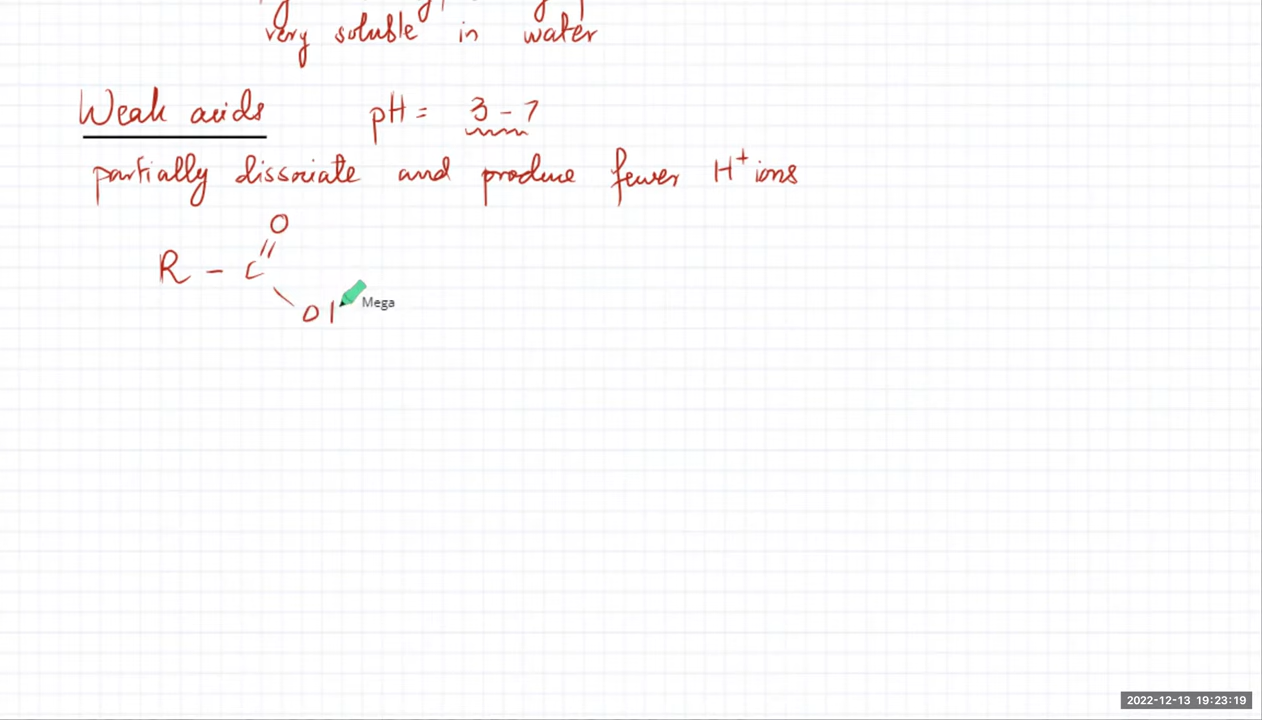 very soluble in water
Weak acids pH = 3 - 7
partially dissociate and produce fewer H⁺ ions
O
R - C
O
Mega
2022-12-13 19:23:19